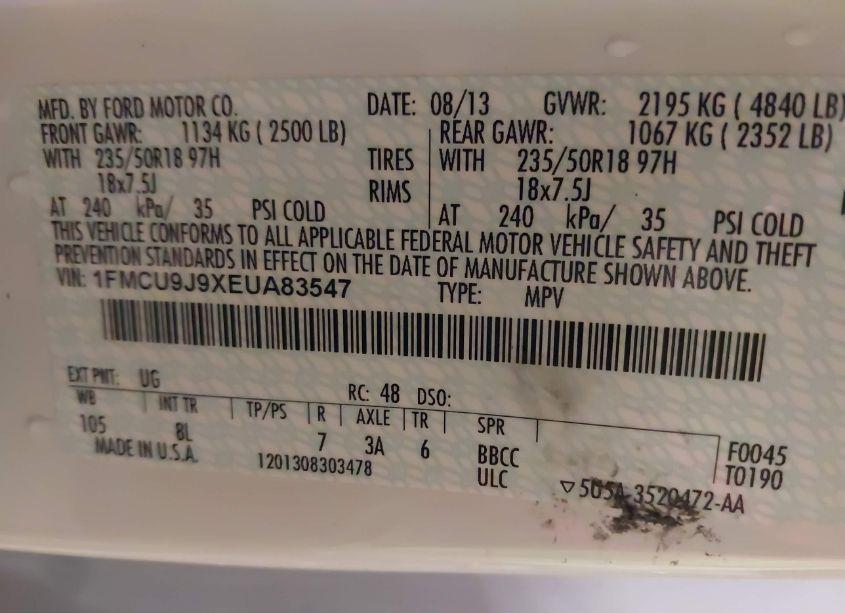 MFD. BY FORD MOTOR CO. DATE: 08/13 GVWR: 2195 KG ( 4840 LB)
FRONT GAWR: 1134 KG ( 2500 LB) REAR GAWR: 1067 KG ( 2352 LB)
WITH 235/50R18 97H TIRES WITH 235/50R18 97H
18x7.5J RIMS 18x7.5J
AT 240 kPa/ 35 PSI COLD AT 240 kPa/ 35 PSI COLD
THIS VEHICLE CONFORMS TO ALL APPLICABLE FEDERAL MOTOR VEHICLE SAFETY AND THEFT
PREVENTION STANDARDS IN EFFECT ON THE DATE OF MANUFACTURE SHOWN ABOVE.
VIN: 1FMCU9J9XEUA83547 TYPE: MPV
EXT PNT: UG RC: 48 DSO:
WB INT TR TP/PS R AXLE TR SPR
105 8L 7 3A 6 BBCC F0045
MADE IN U.S.A. 1201308303478 ULC T0190
▽5U5A-3520472-AA